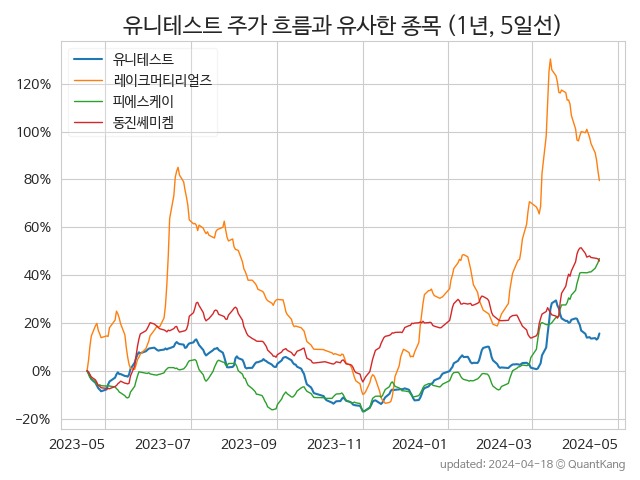 유니테스트 주가 흐름과 유사한 종목 (1년, 5일선)
유니테스트
레이크머티리얼즈
피에스케이
동진쎄미켐
120%
100%
80%
60%
40%
20%
0%
−20%
2023-05 2023-07 2023-09 2023-11 2024-01 2024-03 2024-05
updated: 2024-04-18 © QuantKang